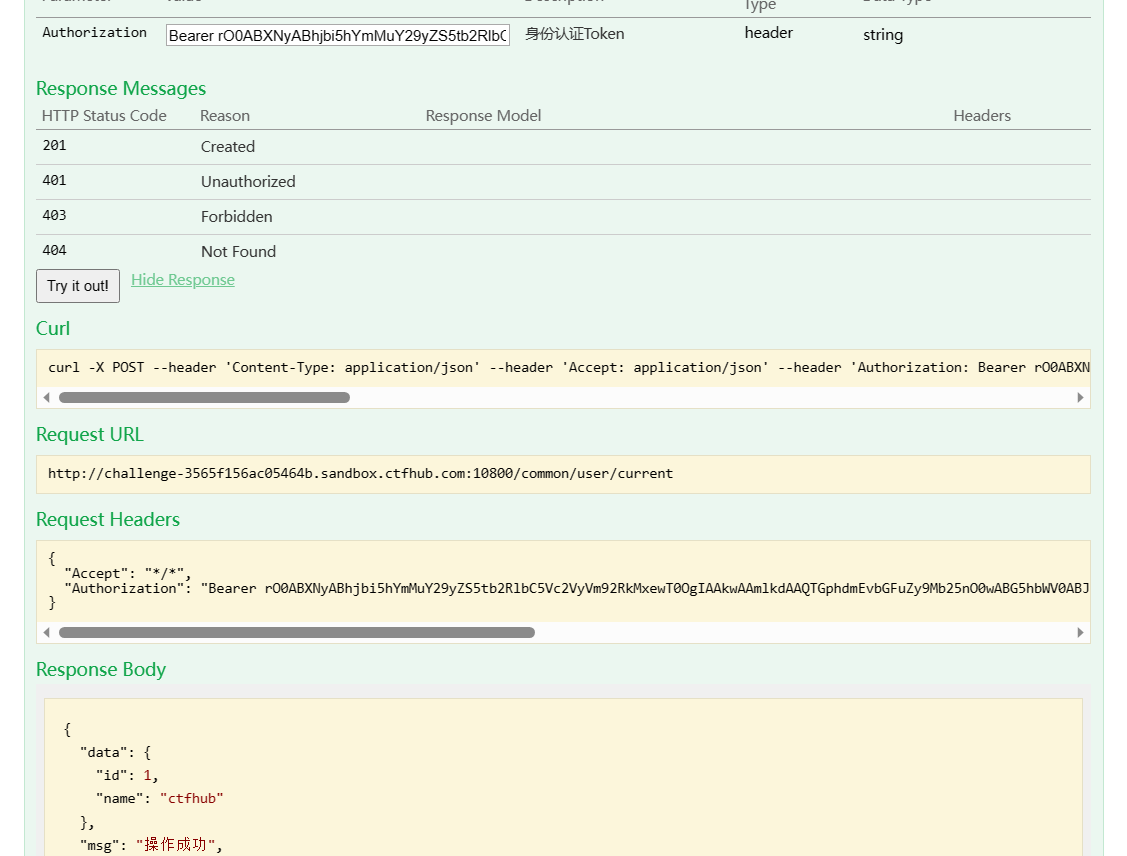 Type
Authorization Bearer rO0ABXNyABhjbi5hYmMuY29yZS5tb2RlbC 身份认证Token header string
Response Messages
HTTP Status Code Reason Response Model Headers
201 Created
401 Unauthorized
403 Forbidden
404 Not Found
Try it out! Hide Response
Curl
curl -X POST --header 'Content-Type: application/json' --header 'Accept: application/json' --header 'Authorization: Bearer rO0ABXN
Request URL
http://challenge-3565f156ac05464b.sandbox.ctfhub.com:10800/common/user/current
Request Headers
{
"Accept": "*/*",
"Authorization": "Bearer rO0ABXNyABhjbi5hYmMuY29yZS5tb2RlbC5Vc2VyVm92RkMxewT0OgIAAkwAAmlkdAAQTGphdmEvbGFuZy9Mb25nO0wABG5hbWV0ABJ
}
Response Body
{
"data": {
"id": 1,
"name": "ctfhub"
},
"msg": "操作成功",